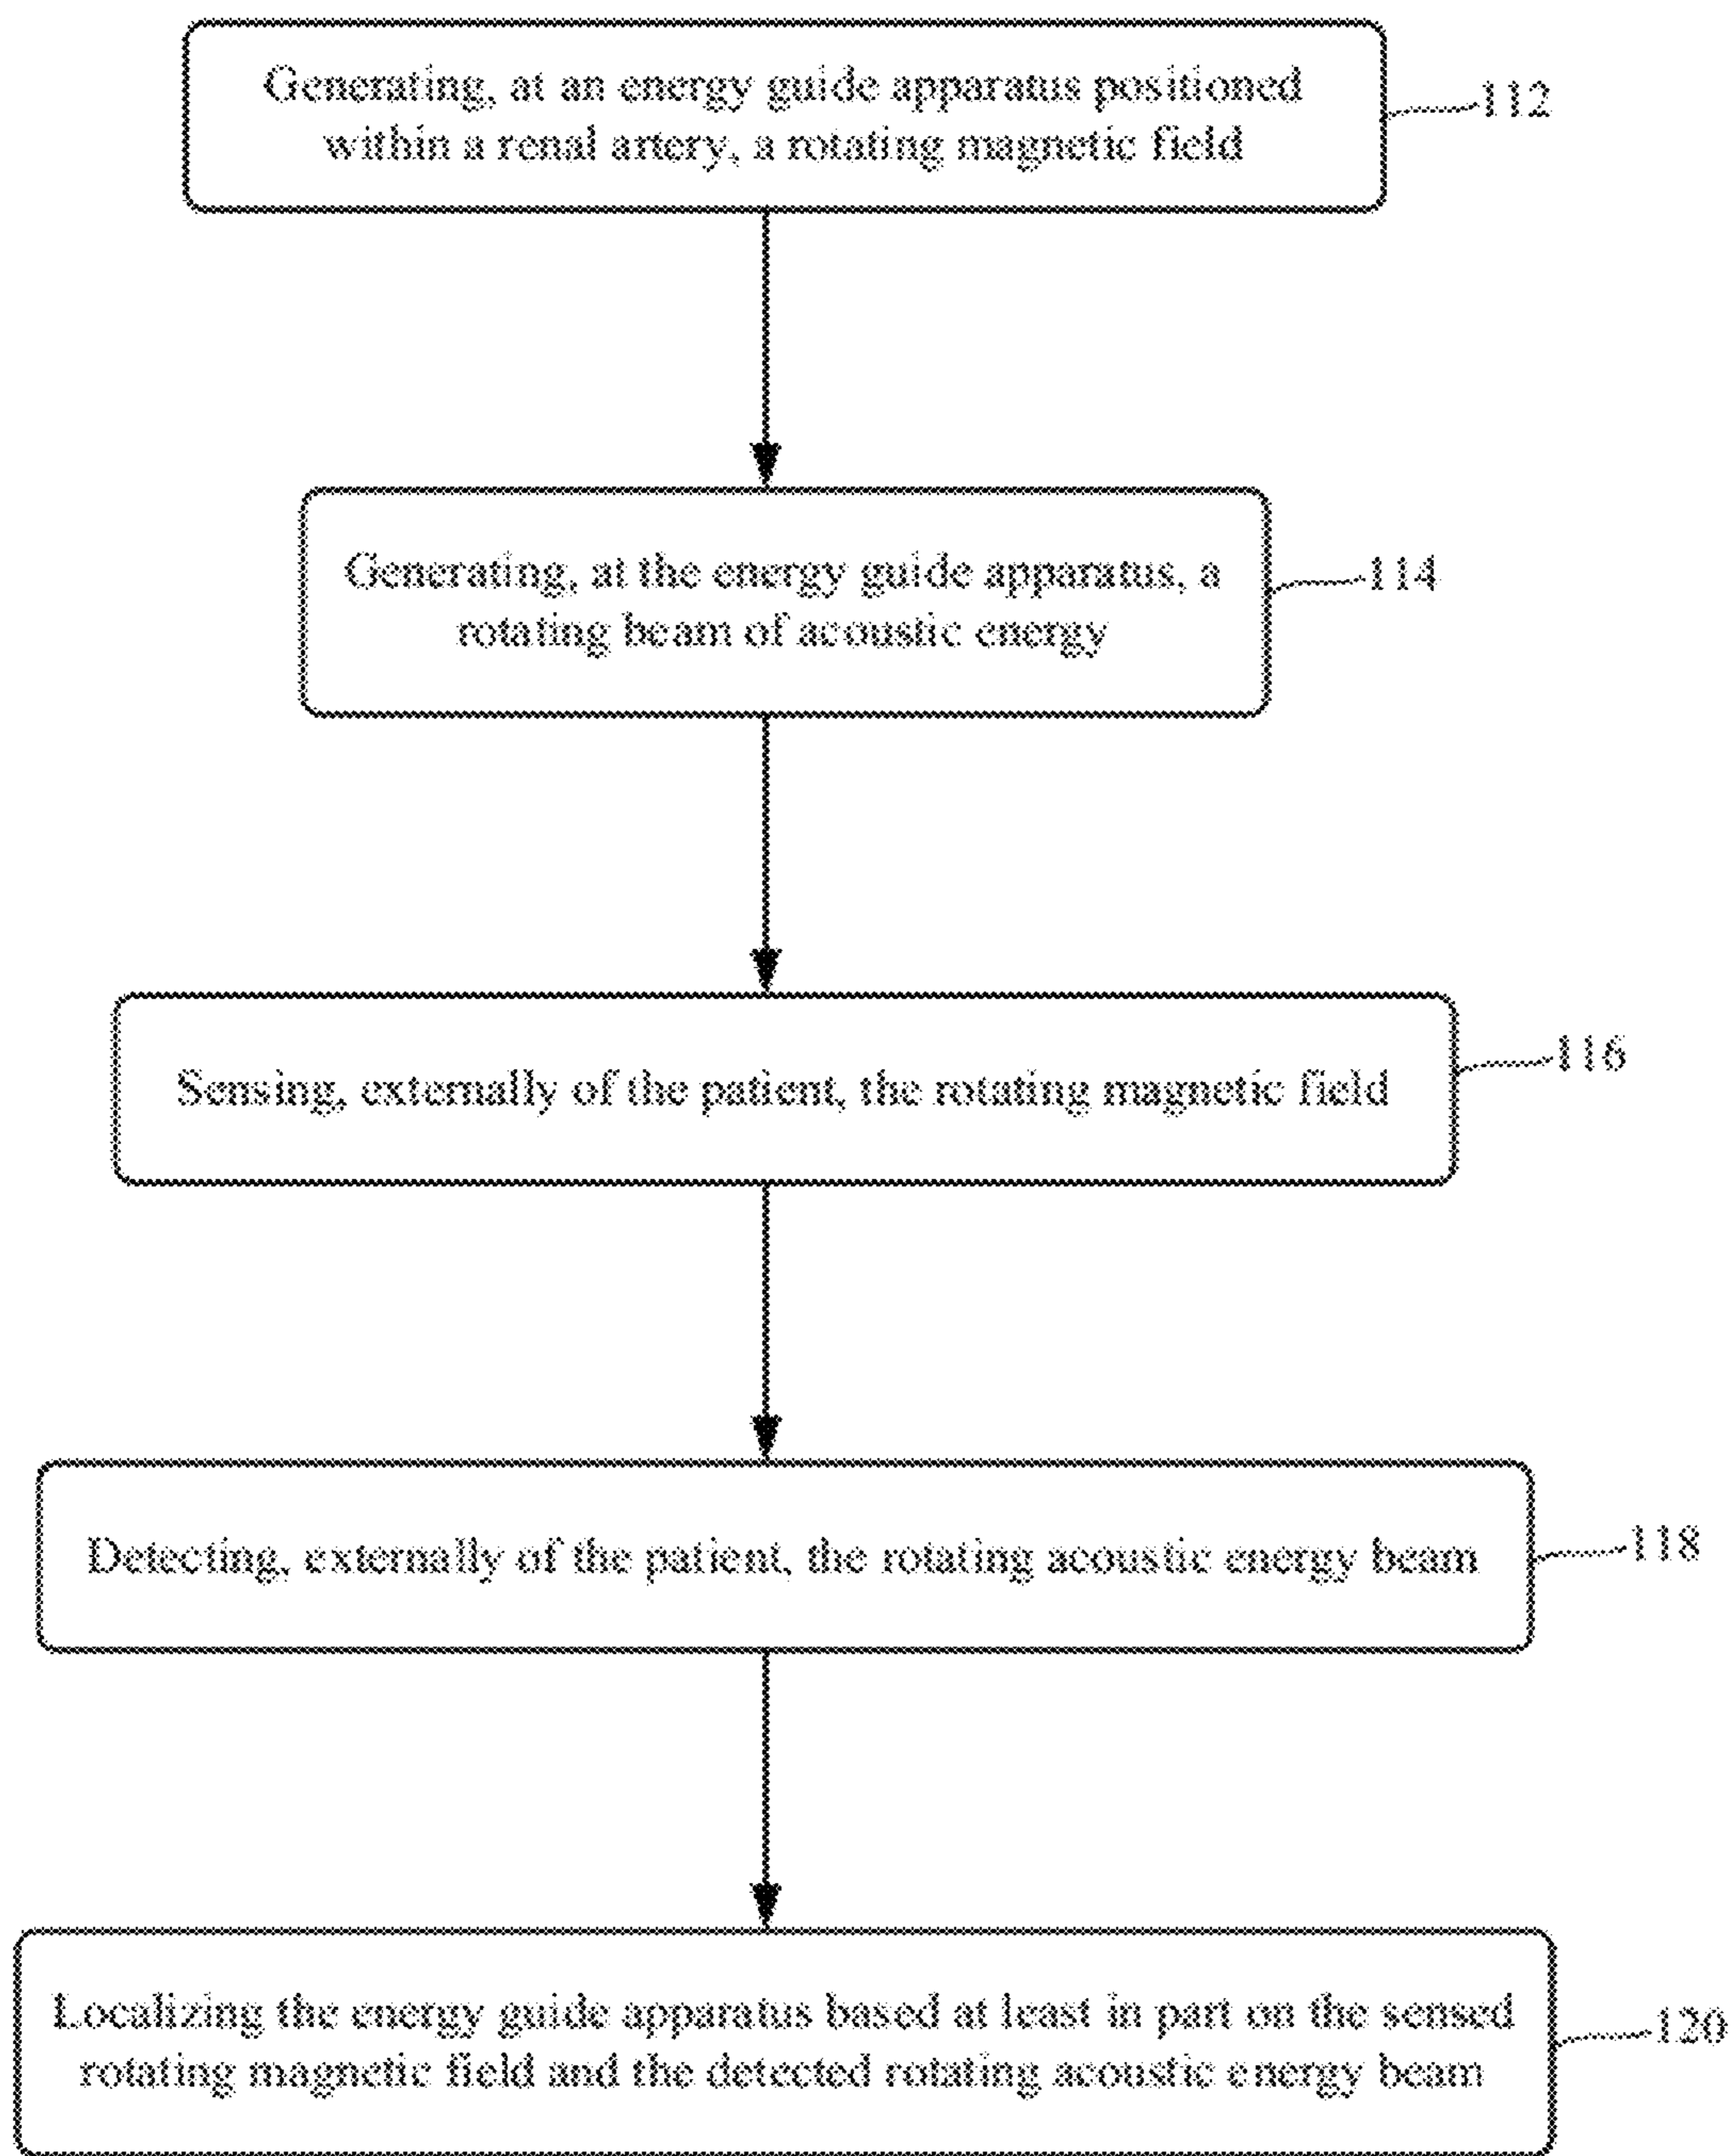 Generating, at an energy guide apparatus positioned
within a renal artery, a rotating magnetic field
112
Generating, at the energy guide apparatus, a
rotating beam of acoustic energy
114
Sensing, externally of the patient, the rotating magnetic field
116
Detecting, externally of the patient, the rotating acoustic energy beam
118
Localizing the energy guide apparatus based at least in part on the sensed
rotating magnetic field and the detected rotating acoustic energy beam
120